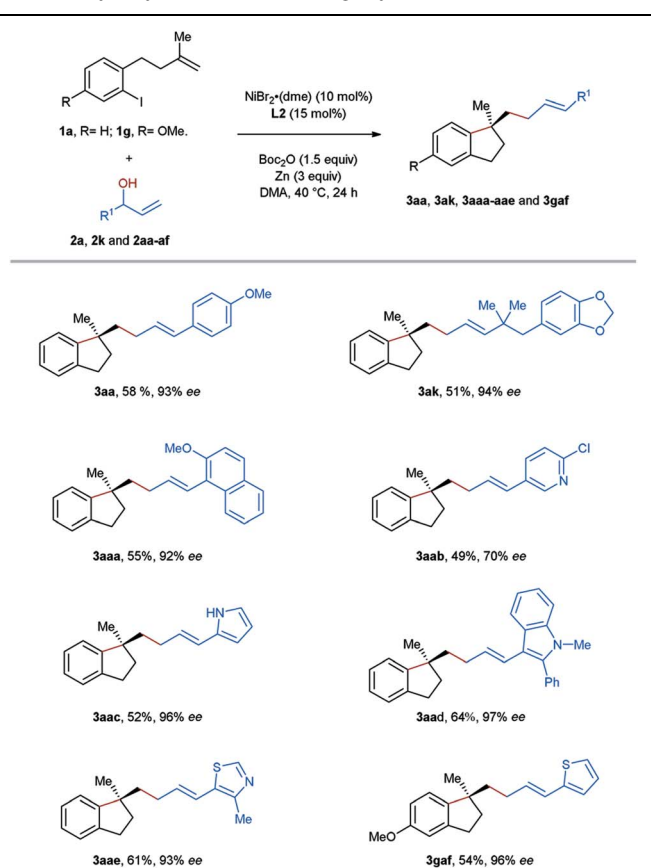 Me
R
I
1a, R= H; 1g, R= OMe.
+
OH
R¹
2a, 2k and 2aa-af
NiBr₂•(dme) (10 mol%)
L2 (15 mol%)
Boc₂O (1.5 equiv)
Zn (3 equiv)
DMA, 40 °C, 24 h
Me
R¹
R
3aa, 3ak, 3aaa-aae and 3gaf
Me
OMe
3aa, 58 %, 93% ee
Me
Me Me
O
O
3ak, 51%, 94% ee
Me
MeO
3aaa, 55%, 92% ee
Me
Cl
N
3aab, 49%, 70% ee
Me
HN
3aac, 52%, 96% ee
Me
N
Me
Ph
3aad, 64%, 97% ee
Me
S
N
Me
3aae, 61%, 93% ee
Me
S
MeO
3gaf, 54%, 96% ee